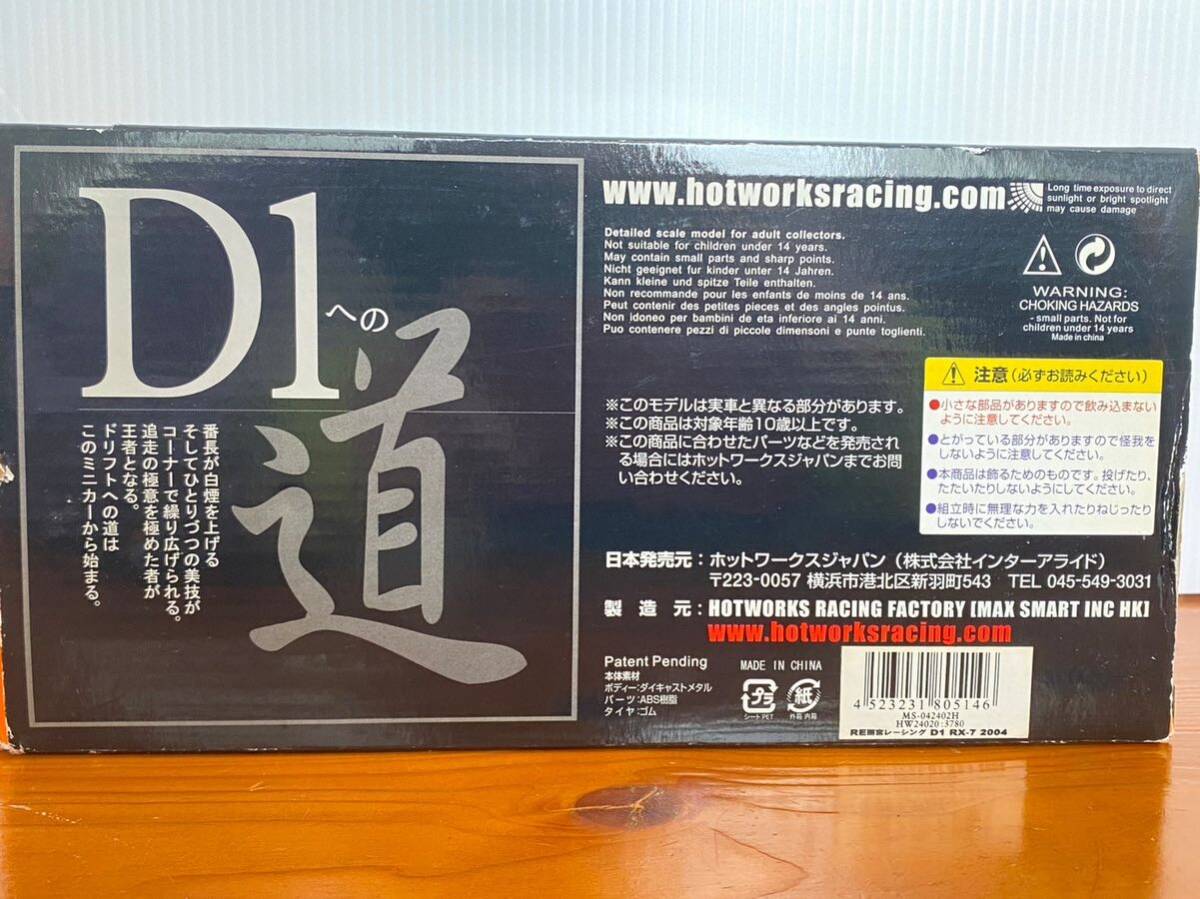 D1への道
番長が白煙を上げる
そしてひとりづつの美技が
コーナーで繰り広げられる。
追走の極意を極めた者が
王者となる。
ドリフトへの道は
このミニカーから始まる。
www.hotworksracing.com
Long time exposure to direct
sunlight or bright spotlight
may cause damage
Detailed scale model for adult collectors.
Not suitable for children under 14 years.
May contain small parts and sharp points.
Nicht geeignet fur kinder unter 14 Jahren.
Kann kleine und spitze Teile enthalten.
Non recommande pour les enfants de moins de 14 ans.
Peut contenir des petites pieces et des angles pointus.
Non idoneo per bambini de eta inferiore ai 14 anni.
Puo contenere pezzi di piccole dimensoni e punte toglienti.
WARNING:
CHOKING HAZARDS
- small parts. Not for
children under 14 years
Made in china
※このモデルは実車と異なる部分があります。
※この商品は対象年齢10歳以上です。
※この商品に合わせたパーツなどを発売され
る場合にはホットワークスジャパンまでお問
い合わせください。
注意(必ずお読みください)
●小さな部品がありますので飲み込まない
ように注意してください。
●とがっている部分がありますので怪我を
しないように注意してください。
●本商品は飾るためのものです。投げたり、
たたいたりしないようにしてください。
●組立時に無理な力を入れたりねじったり
しないでください。
日本発売元:ホットワークスジャパン(株式会社インターアライド)
〒223-0057 横浜市港北区新羽町543 TEL 045-549-3031
製造元:HOTWORKS RACING FACTORY [MAX SMART INC HK]
www.hotworksracing.com
Patent Pending
本体素材
ボディー:ダイキャストメタル
パーツ:ABS樹脂
タイヤ:ゴム
MADE IN CHINA
プラ
シート PET
紙
外箱 内箱
4 523231 805146
MS-042402H
HW24020:3780
RE雨宮レーシング D1 RX-7 2004